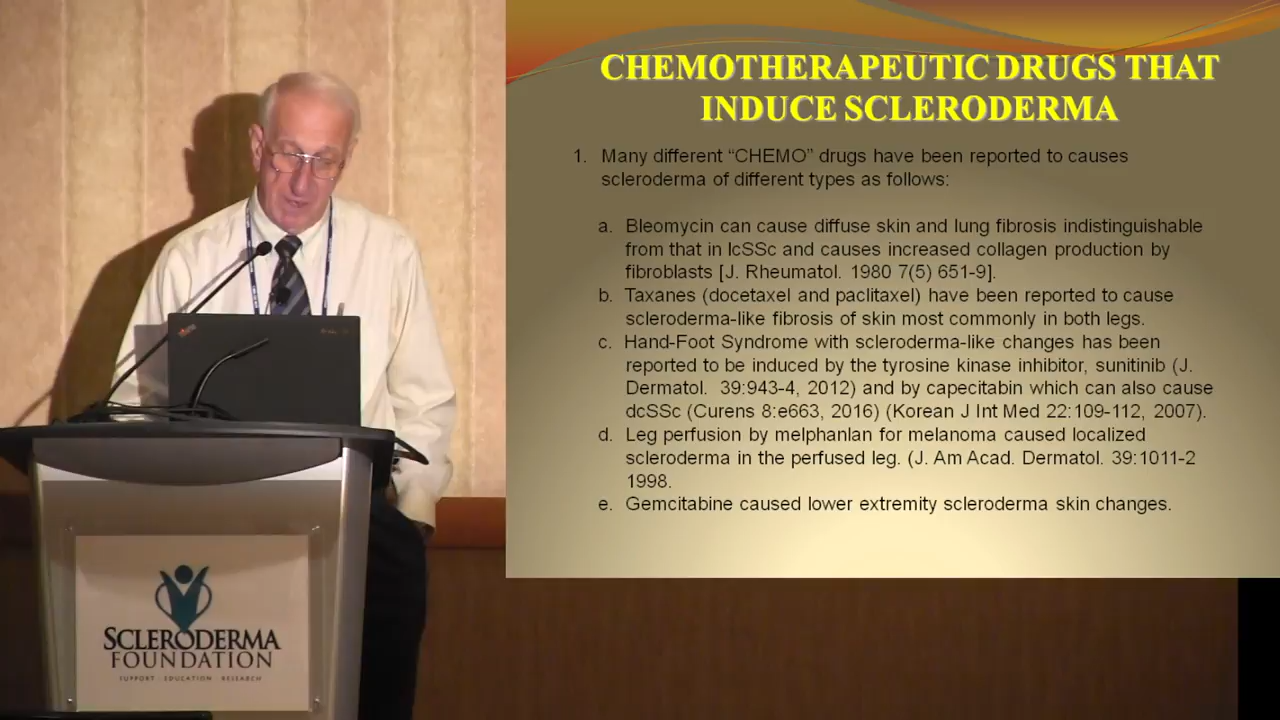 CHEMOTHERAPEUTIC DRUGS THAT
INDUCE SCLERODERMA
1. Many different “CHEMO” drugs have been reported to causes
scleroderma of different types as follows:
a. Bleomycin can cause diffuse skin and lung fibrosis indistinguishable
from that in lcSSc and causes increased collagen production by
fibroblasts [J. Rheumatol. 1980 7(5) 651-9].
b. Taxanes (docetaxel and paclitaxel) have been reported to cause
scleroderma-like fibrosis of skin most commonly in both legs.
c. Hand-Foot Syndrome with scleroderma-like changes has been
reported to be induced by the tyrosine kinase inhibitor, sunitinib (J.
Dermatol. 39:943-4, 2012) and by capecitabin which can also cause
dcSSc (Curens 8:e663, 2016) (Korean J Int Med 22:109-112, 2007).
d. Leg perfusion by melphanlan for melanoma caused localized
scleroderma in the perfused leg. (J. Am Acad. Dermatol. 39:1011-2
1998.
e. Gemcitabine caused lower extremity scleroderma skin changes.
SCLERODERMA
FOUNDATION
SUPPORT · EDUCATION · RESEARCH